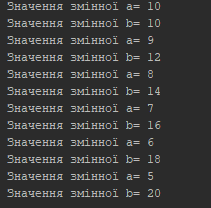 Значення змінної a= 10
Значення змінної b= 10
Значення змінної a= 9
Значення змінної b= 12
Значення змінної a= 8
Значення змінної b= 14
Значення змінної a= 7
Значення змінної b= 16
Значення змінної a= 6
Значення змінної b= 18
Значення змінної a= 5
Значення змінної b= 20